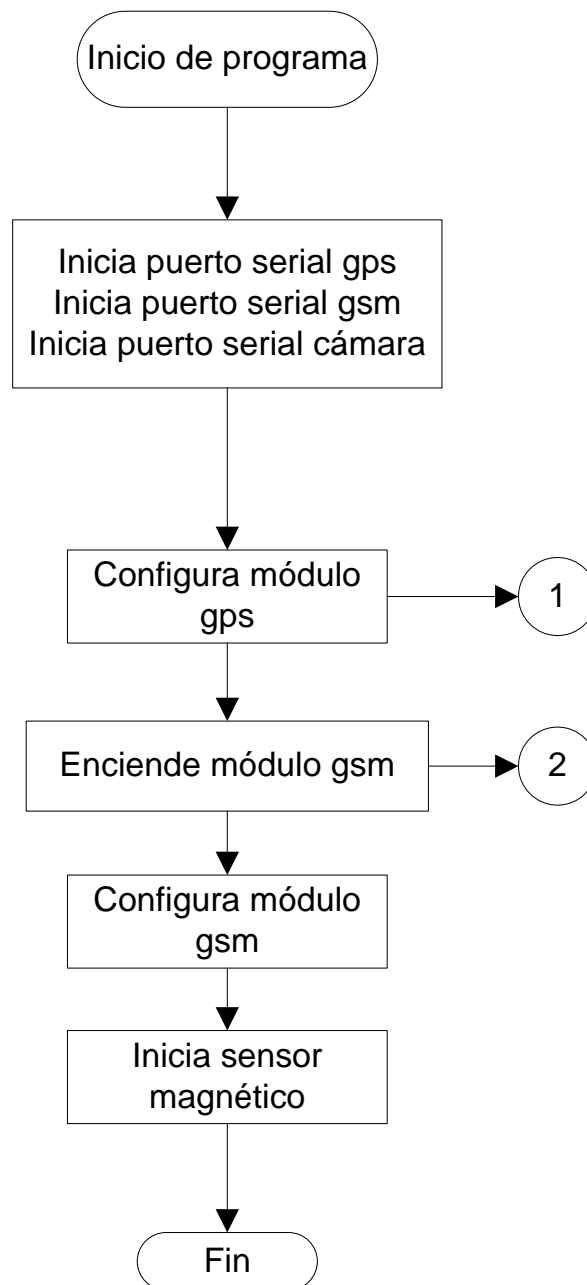 Inicio de programa
Inicia puerto serial gps
Inicia puerto serial gsm
Inicia puerto serial cámara
Configura módulo
gps
1
Enciende módulo gsm
2
Configura módulo
gsm
Inicia sensor
magnético
Fin